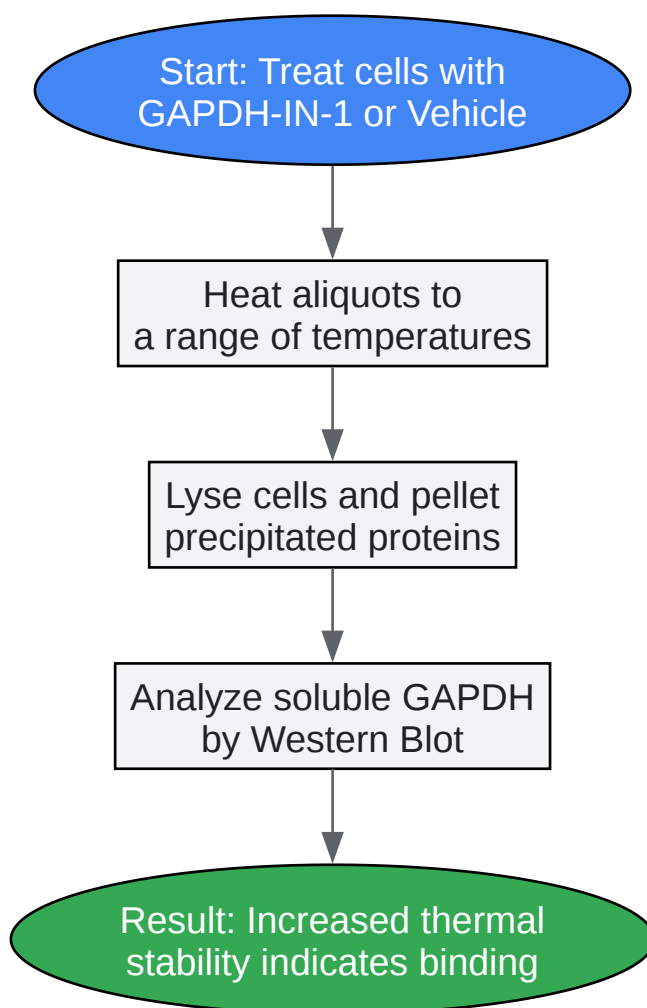 Start: Treat cells with
GAPDH-IN-1 or Vehicle
Heat aliquots to
a range of temperatures
Lyse cells and pellet
precipitated proteins
Analyze soluble GAPDH
by Western Blot
Result: Increased thermal
stability indicates binding